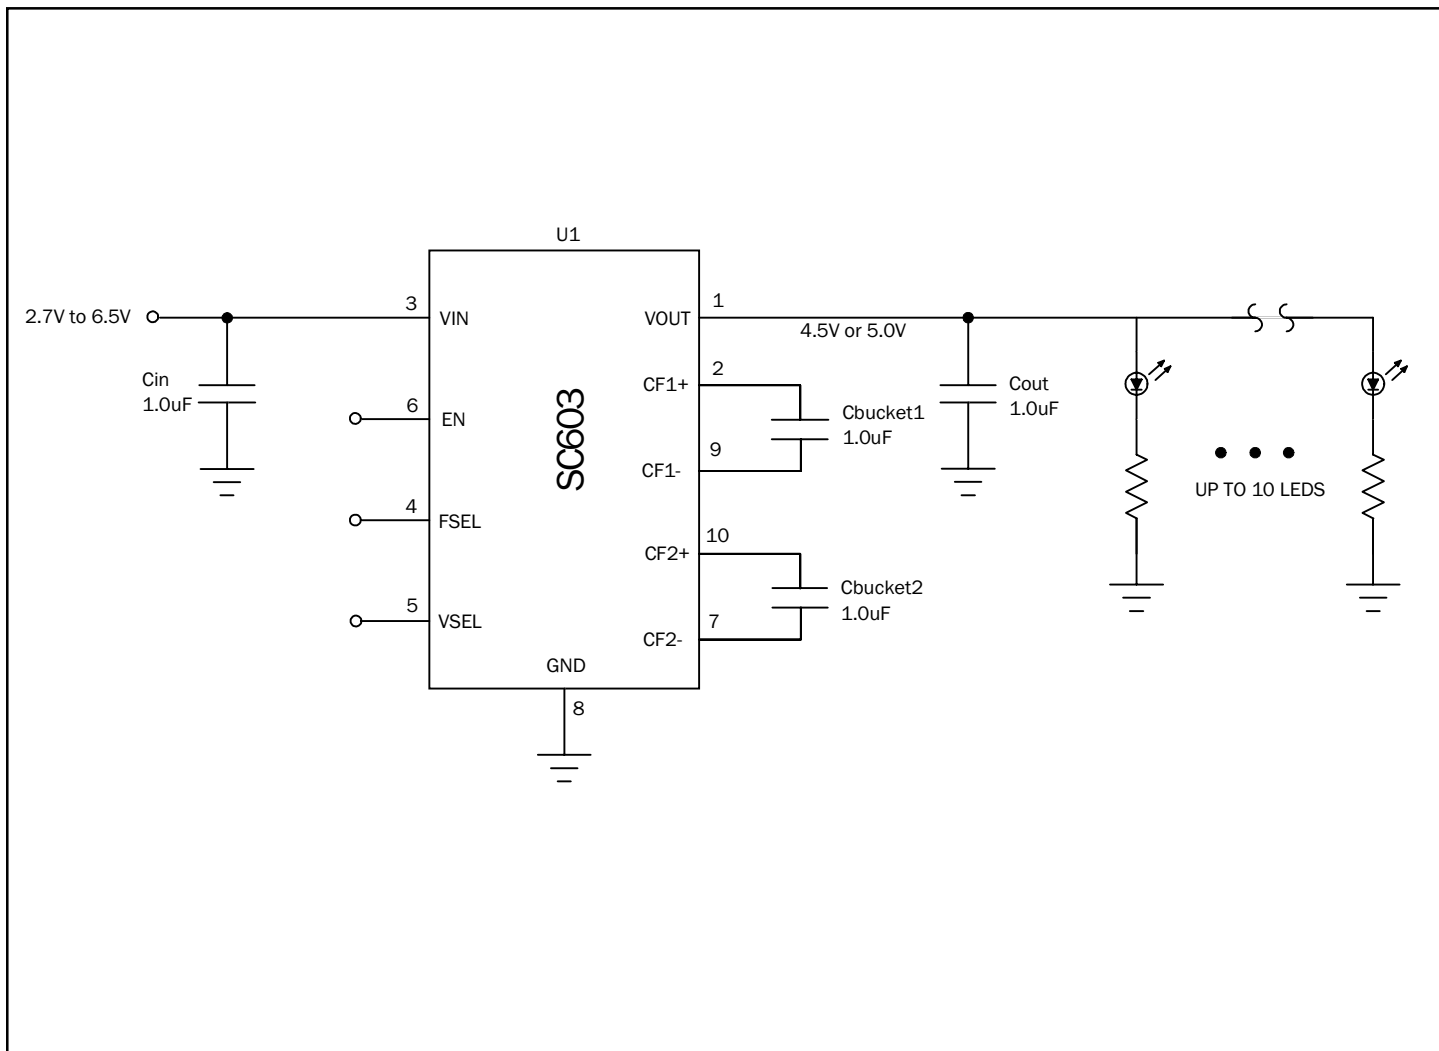 U1
2.7V to 6.5V
3
VIN
VOUT
1
4.5V or 5.0V
Cin
1.0uF
6
EN
4
FSEL
5
VSEL
SC603
CF1+
2
CF1-
9
Cbucket1
1.0uF
CF2+
10
CF2-
7
Cbucket2
1.0uF
GND
8
Cout
1.0uF
UP TO 10 LEDS